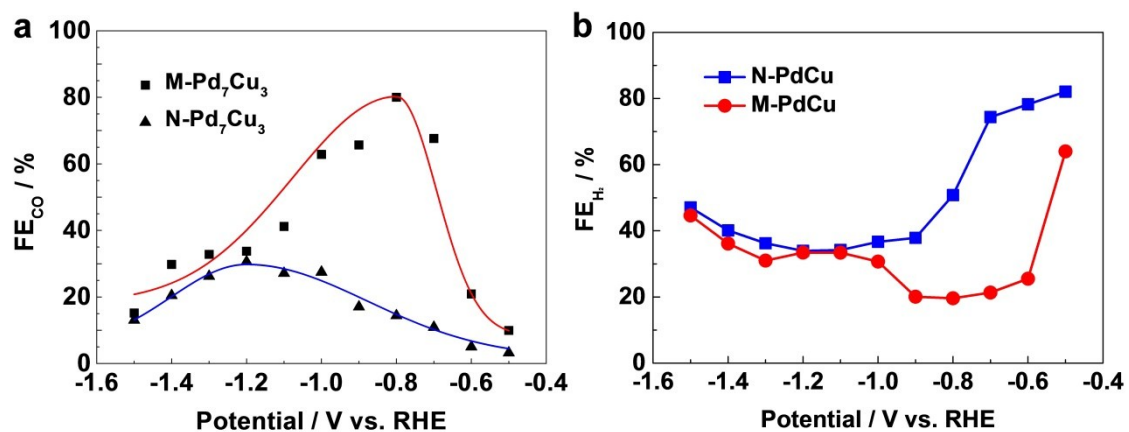 a
100
80
60
40
20
0
FE_CO / %
M-Pd₇Cu₃
N-Pd₇Cu₃
-1.6 -1.4 -1.2 -1.0 -0.8 -0.6 -0.4
Potential / V vs. RHE
b
100
80
60
40
20
0
FE_H₂ / %
N-PdCu
M-PdCu
-1.6 -1.4 -1.2 -1.0 -0.8 -0.6 -0.4
Potential / V vs. RHE